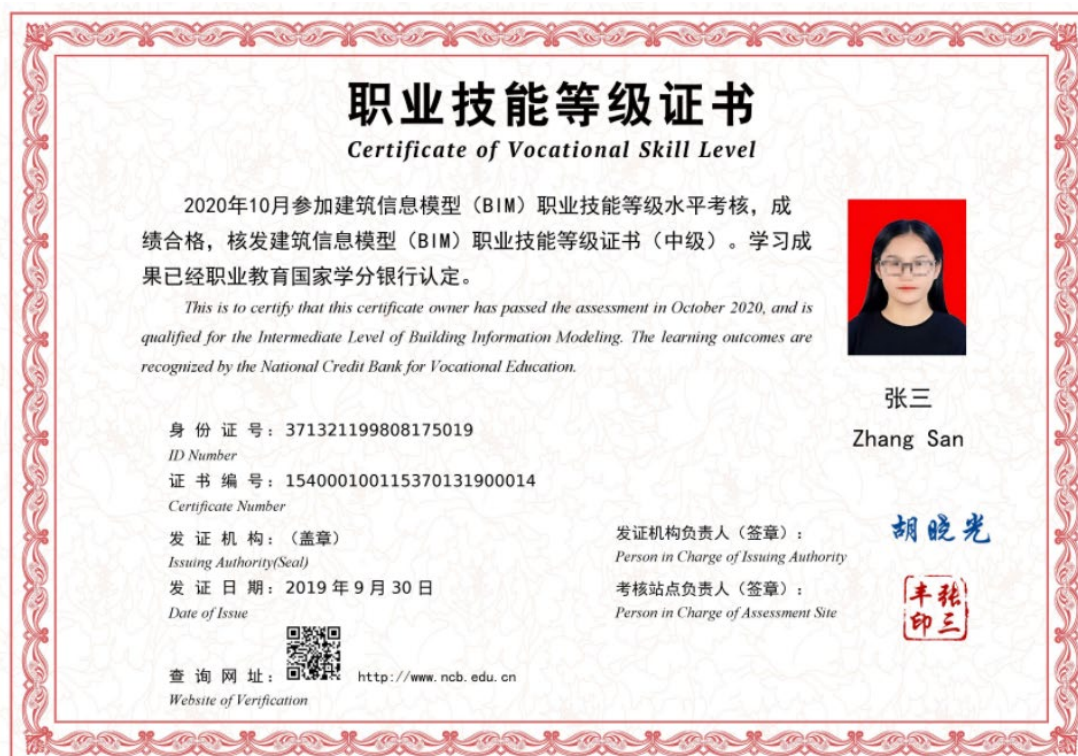 职业技能等级证书
Certificate of Vocational Skill Level
2020年10月参加建筑信息模型（BIM）职业技能等级水平考核，成
绩合格，核发建筑信息模型（BIM）职业技能等级证书（中级）。学习成
果已经职业教育国家学分银行认定。
This is to certify that this certificate owner has passed the assessment in October 2020, and is
qualified for the Intermediate Level of Building Information Modeling. The learning outcomes are
recognized by the National Credit Bank for Vocational Education.
张三
Zhang San
身份证号：371321199808175019
ID Number
证书编号：154000100115370131900014
Certificate Number
发证机构：（盖章）
Issuing Authority(Seal)
发证日期：2019 年 9 月 30 日
Date of Issue
查询网址： http://www.ncb.edu.cn
Website of Verification
发证机构负责人（签章）： 胡晓光
Person in Charge of Issuing Authority
考核站点负责人（签章）：
Person in Charge of Assessment Site
张三
丰印